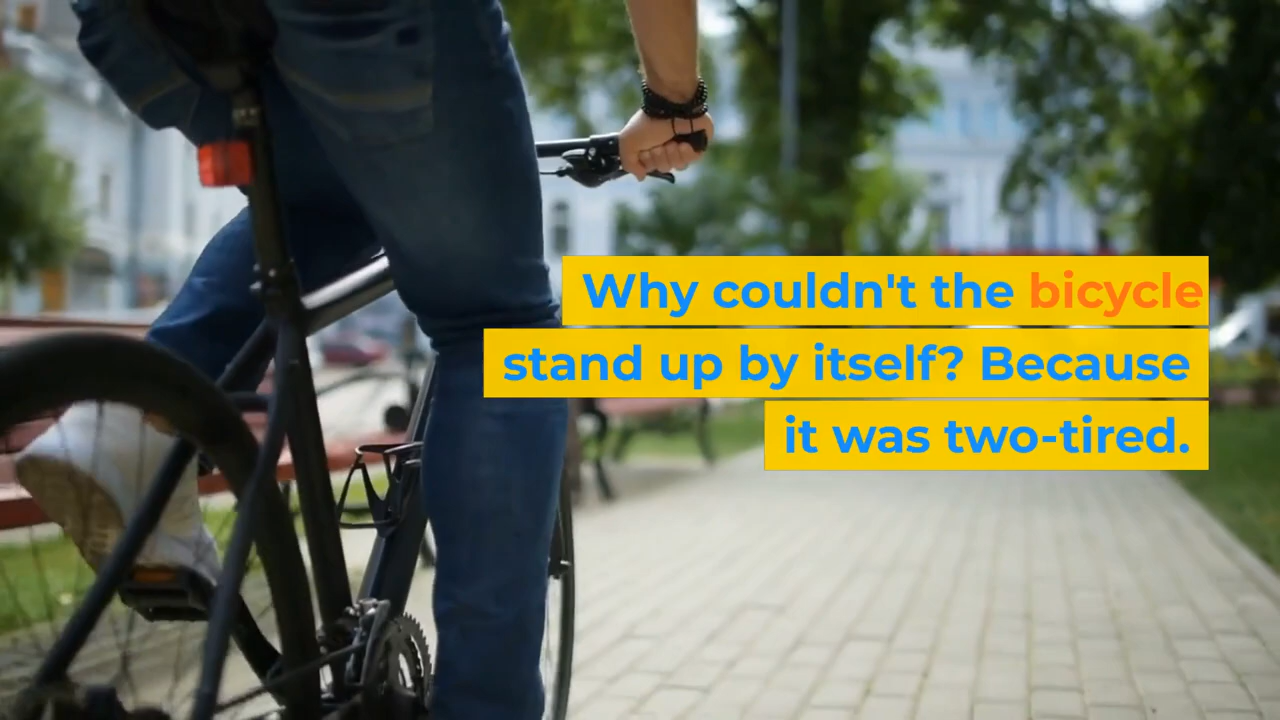 Why couldn't the bicycle
stand up by itself? Because
it was two-tired.